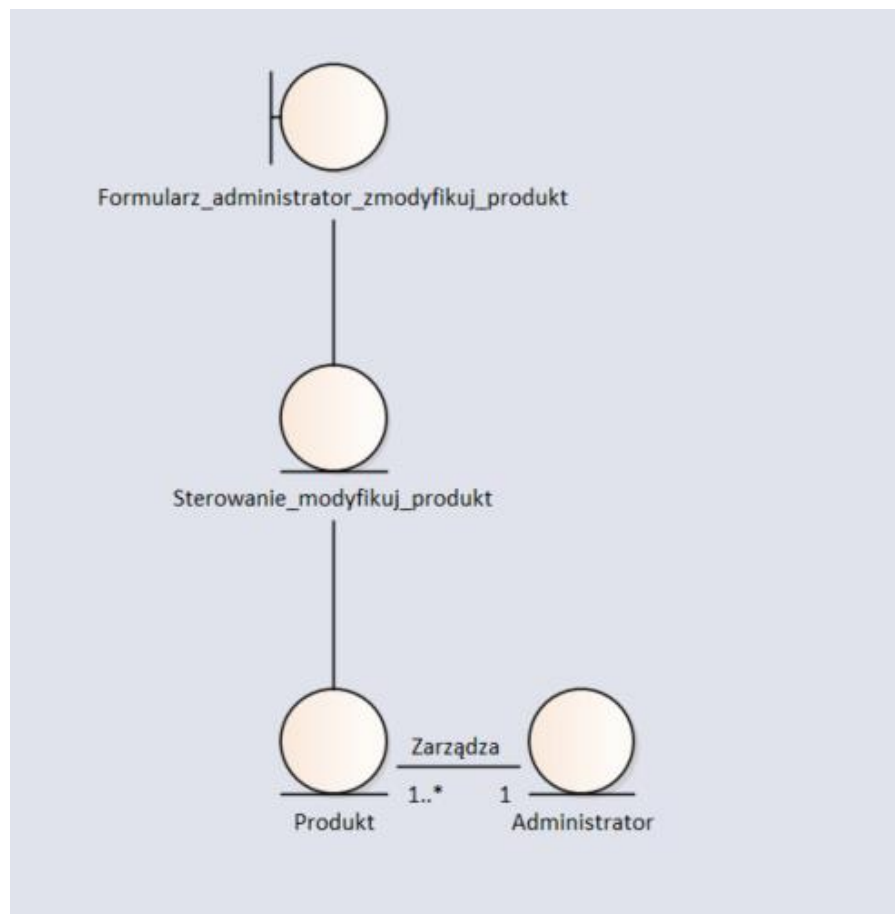 Formularz_administrator_zmodyfikuj_produkt
Sterowanie_modyfikuj_produkt
Zarządza
1..* 1
Produkt Administrator